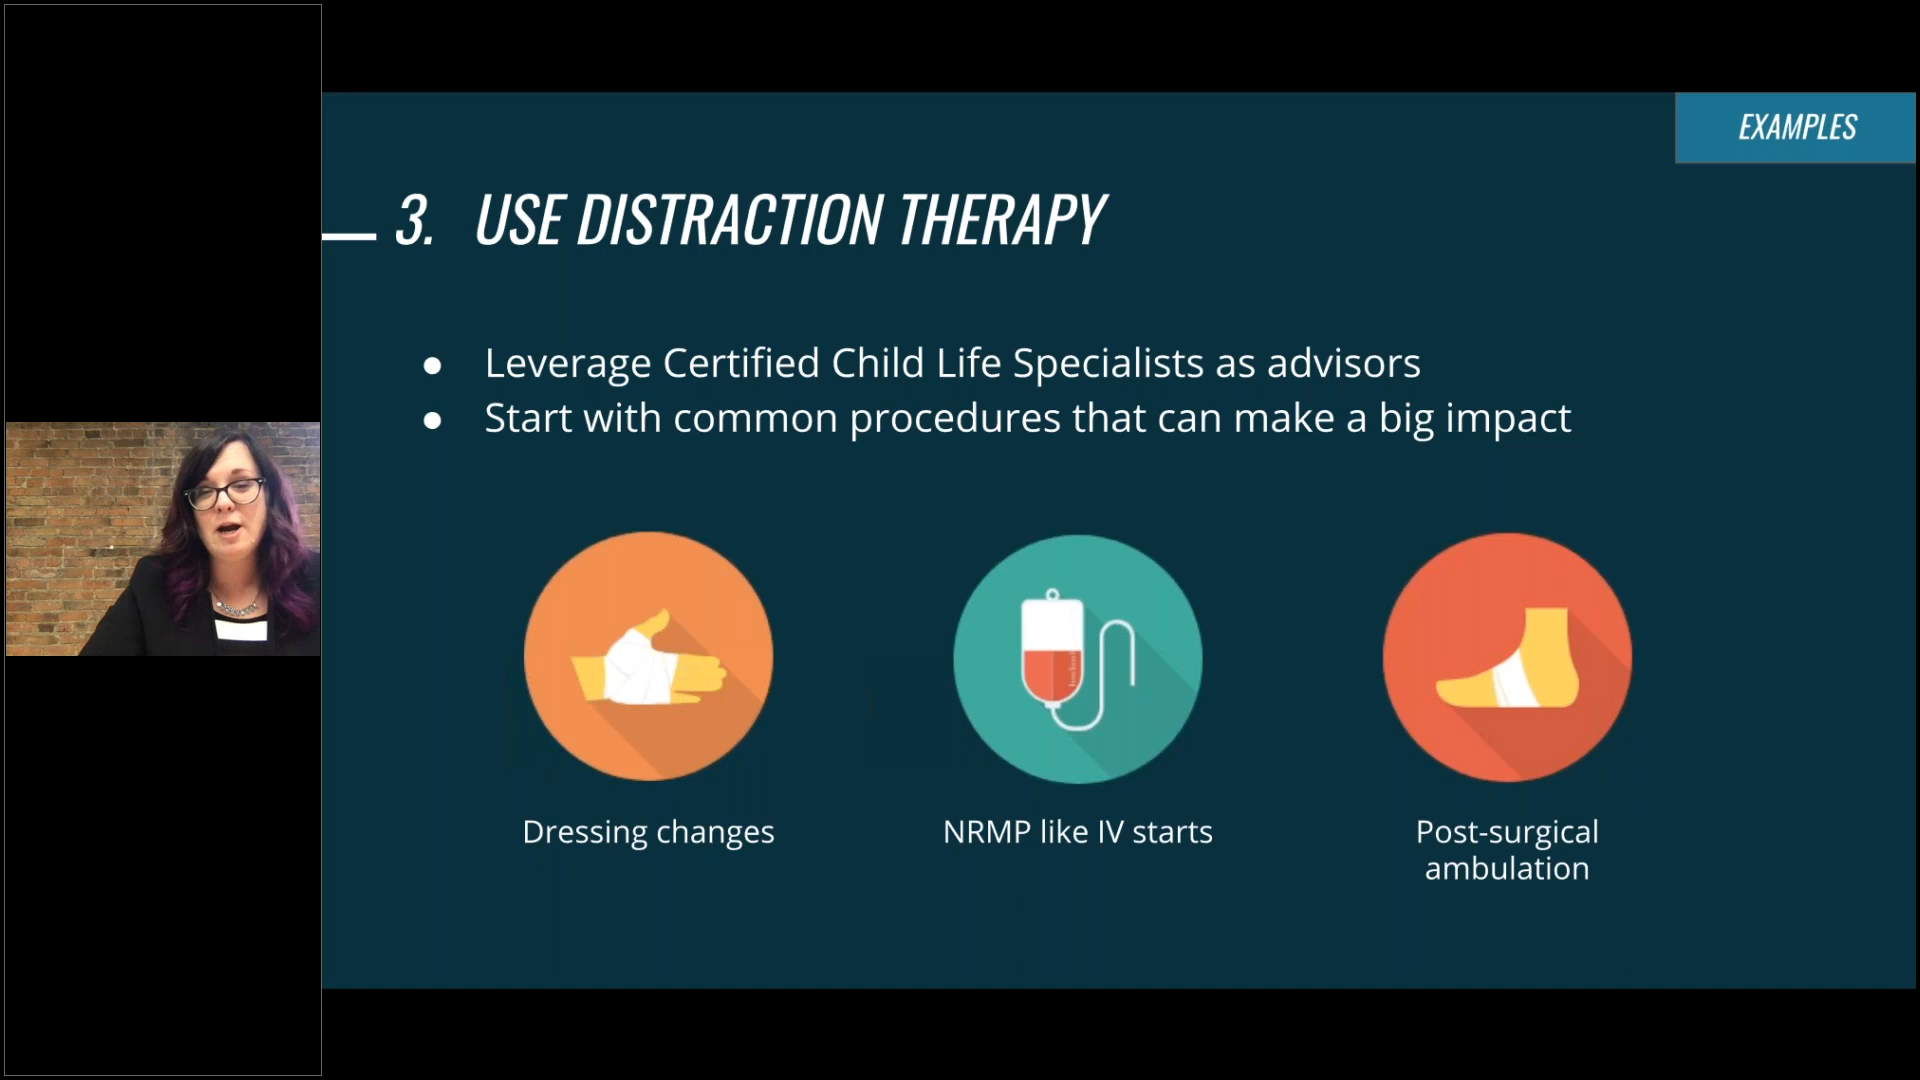 EXAMPLES
3. USE DISTRACTION THERAPY
● Leverage Certified Child Life Specialists as advisors
● Start with common procedures that can make a big impact
Dressing changes
NRMP like IV starts
Post-surgical
ambulation